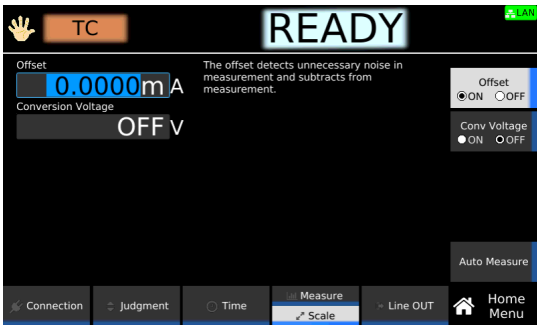 LAN
TC
READY
Offset
0.0000m A
The offset detects unnecessary noise in
measurement and subtracts from
measurement.
Conversion Voltage
OFF V
Offset
ON OFF
Conv Voltage
ON OFF
Auto Measure
Connection
Judgment
Time
Measure
Scale
Line OUT
Home
Menu